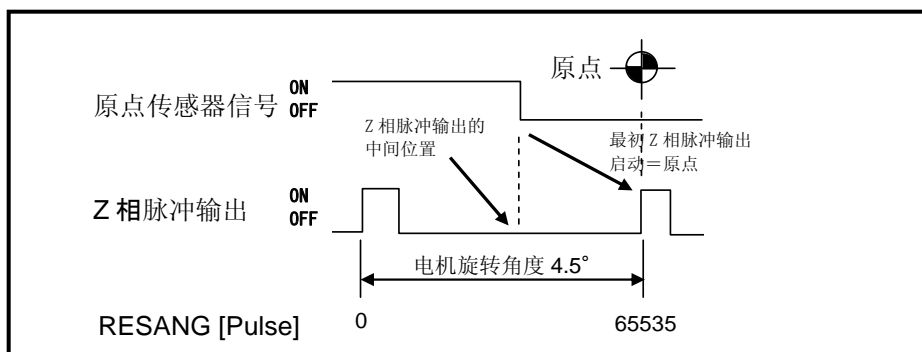 原点
原点传感器信号
ON
OFF
Z 相脉冲输出的
中间位置
最初 Z 相脉冲输出
启动＝原点
Z 相脉冲输出
ON
OFF
电机旋转角度 4.5°
RESANG [Pulse]
0
65535